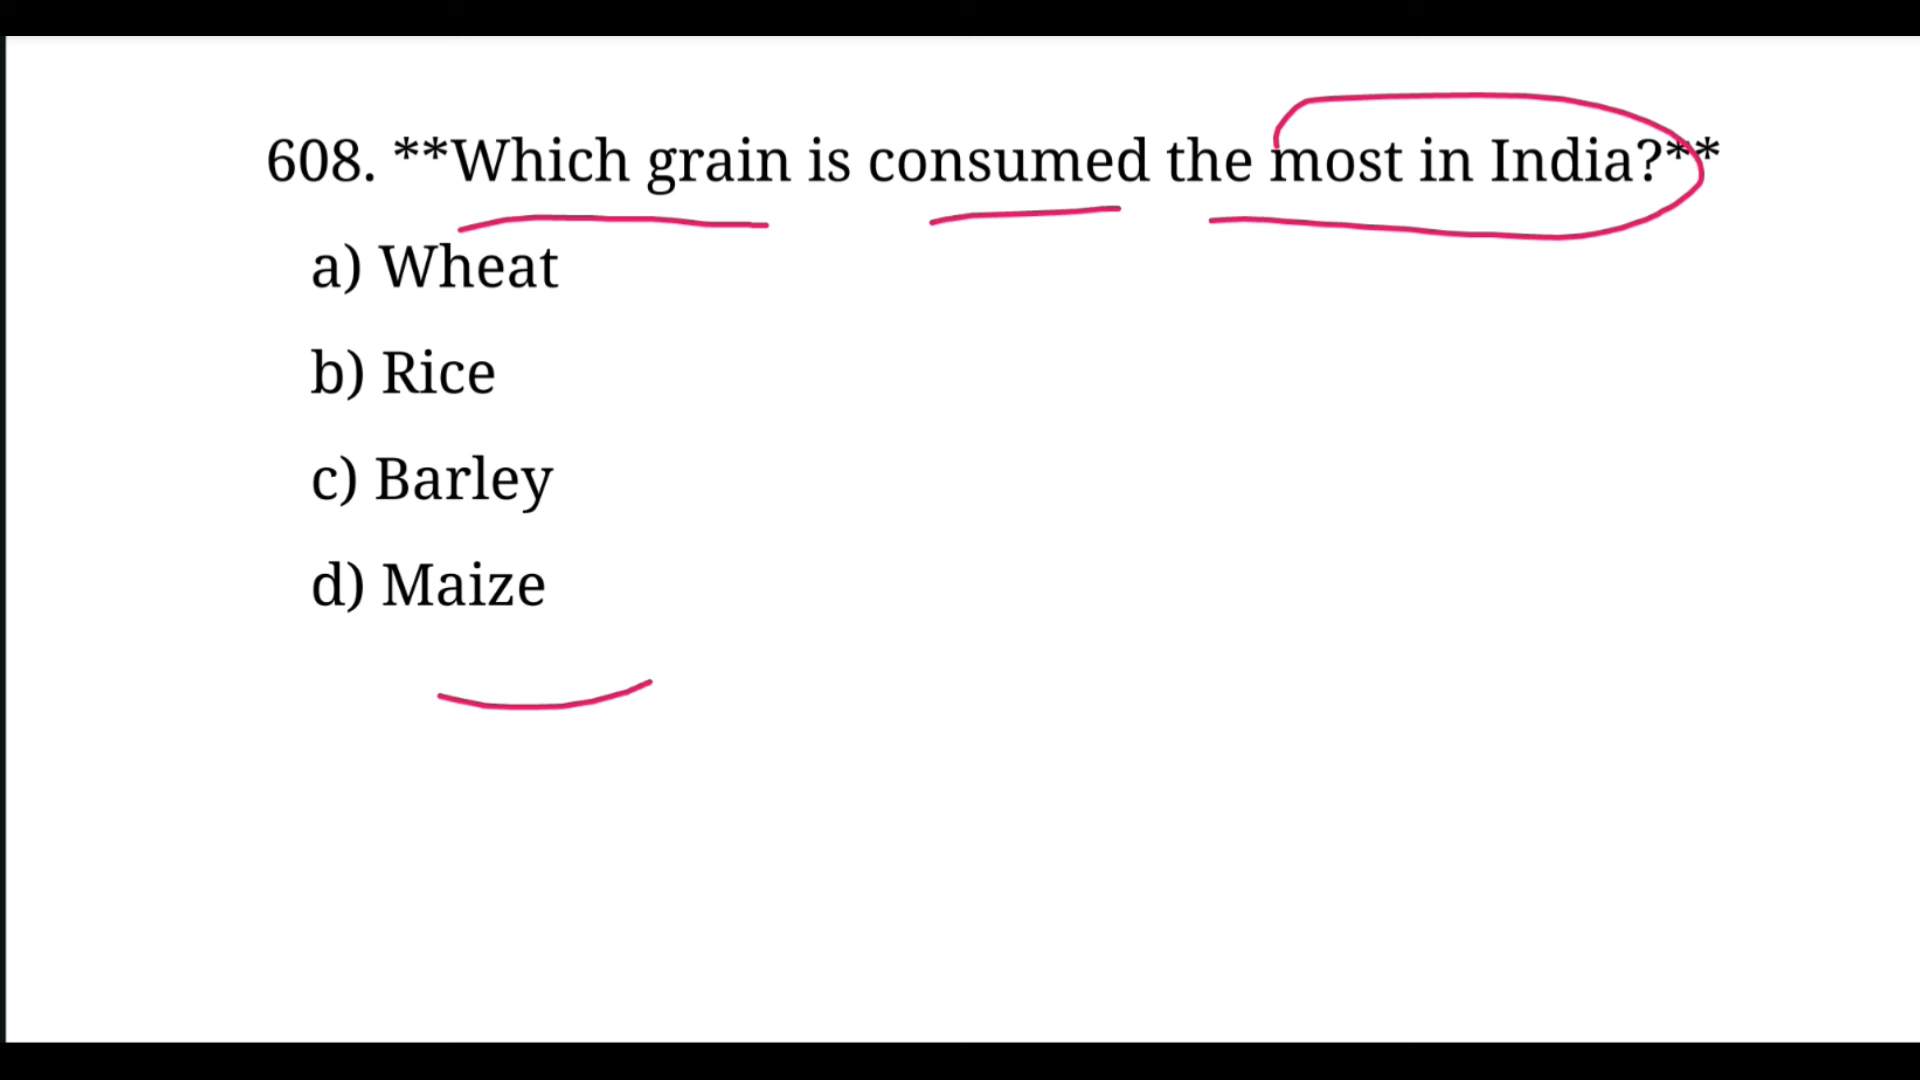 608. **Which grain is consumed the most in India?**
a) Wheat
b) Rice
c) Barley
d) Maize